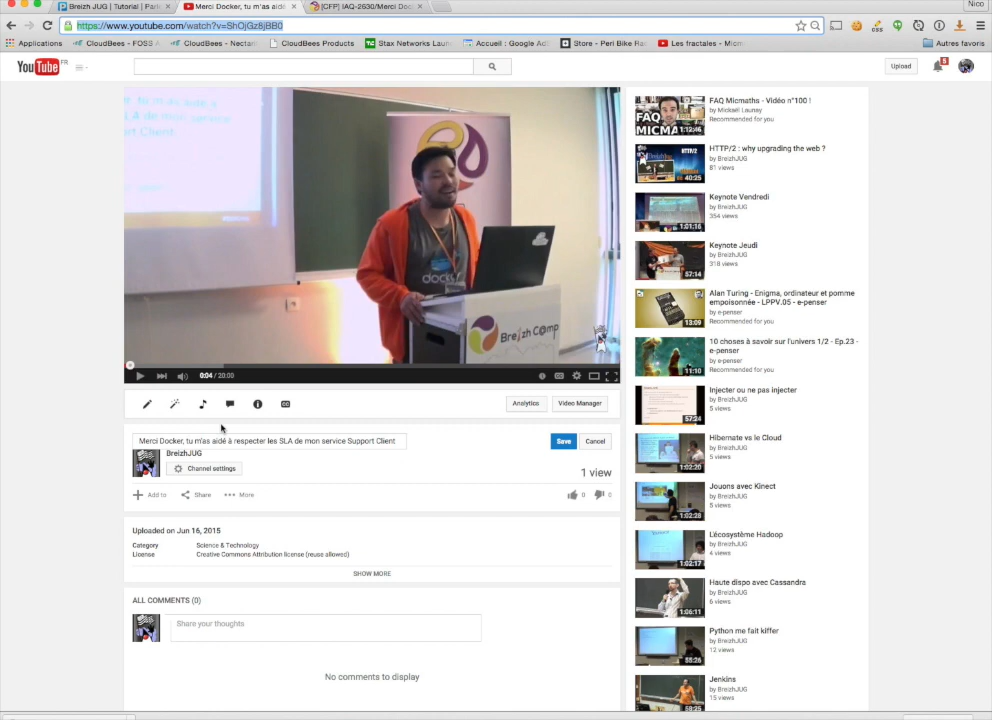 Breizh JUG | Tutorial | Parle
Merci Docker, tu m'as aidé
[CFP] IAQ-2630/Merci Doc
Nico
https://www.youtube.com/watch?v=ShOjGz8jBB0
Applications
CloudBees - FOSS
CloudBees - Nectar
CloudBees Products
Stax Networks
Accueil : Google
Store - Peri Bike
Les fractales - Micm
Autres favoris
YouTube FR
Upload
docke
Breizh C@mp
0:04 / 20:00
Analytics
Video Manager
Merci Docker, tu m'as aidé à respecter les SLA de mon service Support Client
Save
Cancel
BreizhJUG
Channel settings
1 view
Add to
Share
More
0
0
Uploaded on Jun 16, 2015
Category Science & Technology
License Creative Commons Attribution license (reuse allowed)
SHOW MORE
ALL COMMENTS (0)
Share your thoughts
No comments to display
FAQ MICMA
1:12:46
FAQ Micmaths - Vidéo n°100 !
by Mickaël Launay
Recommended for you
HTTP/2
40:25
HTTP/2 : why upgrading the web ?
by BreizhJUG
81 views
1:01:16
Keynote Vendredi
by BreizhJUG
354 views
57:14
Keynote Jeudi
by BreizhJUG
318 views
13:09
Alan Turing - Enigma, ordinateur et pomme
empoisonnée - LPPV.05 - e-penser
by e-penser
Recommended for you
11:10
10 choses à savoir sur l'univers 1/2 - Ep.23 -
e-penser
by e-penser
Recommended for you
57:24
Injecter ou ne pas injecter
by BreizhJUG
5 views
1:02:20
Hibernate vs le Cloud
by BreizhJUG
5 views
1:02:28
Jouons avec Kinect
by BreizhJUG
5 views
1:02:17
L'écosystème Hadoop
by BreizhJUG
4 views
1:06:11
Haute dispo avec Cassandra
by BreizhJUG
6 views
55:26
Python me fait kiffer
by BreizhJUG
12 views
58:29
Jenkins
by BreizhJUG
15 views